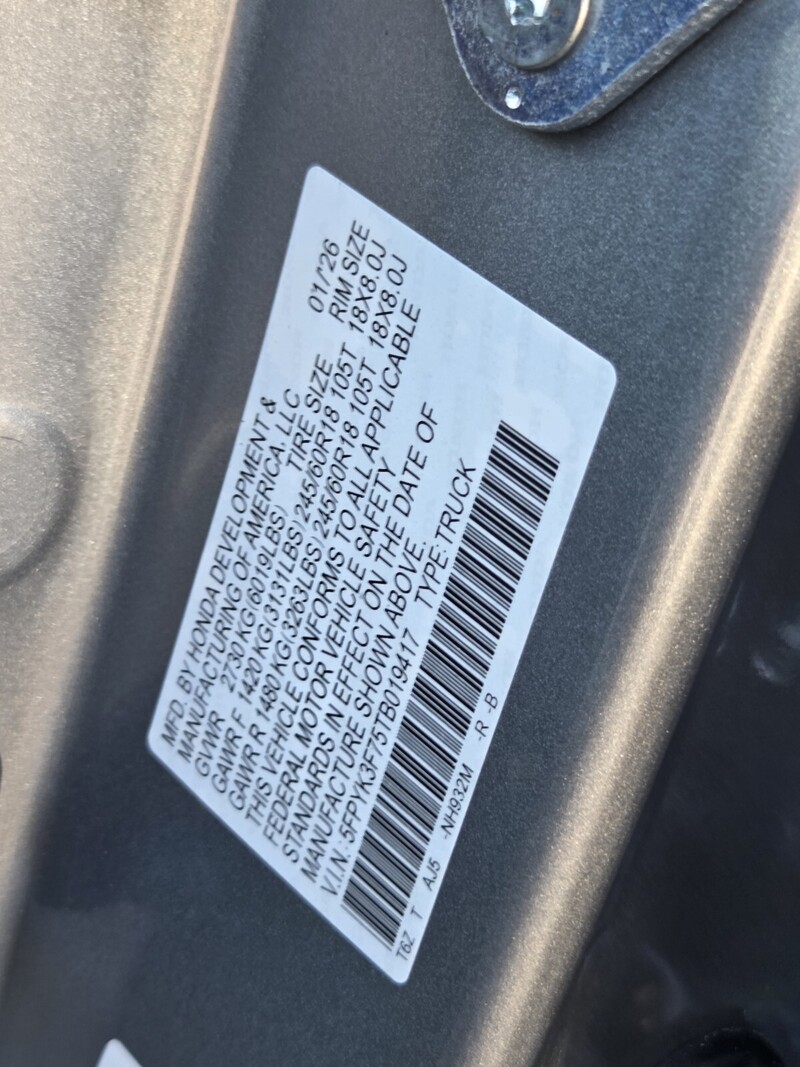 MFD. BY HONDA DEVELOPMENT &
MANUFACTURING OF AMERICA, LLC 01/'26
GVWR 2730 KG(6019LBS) TIRE SIZE RIM SIZE
GAWR F 1420 KG(3131LBS) 245/60R18 105T 18X8.0J
GAWR R 1480 KG(3263LBS) 245/60R18 105T 18X8.0J
THIS VEHICLE CONFORMS TO ALL APPLICABLE
FEDERAL MOTOR VEHICLE SAFETY
STANDARDS IN EFFECT ON THE DATE OF
MANUFACTURE SHOWN ABOVE.
V.I.N.: 5FPYK3F75TB019417 TYPE: TRUCK
T6Z T AJ5 -NH932M -R -B